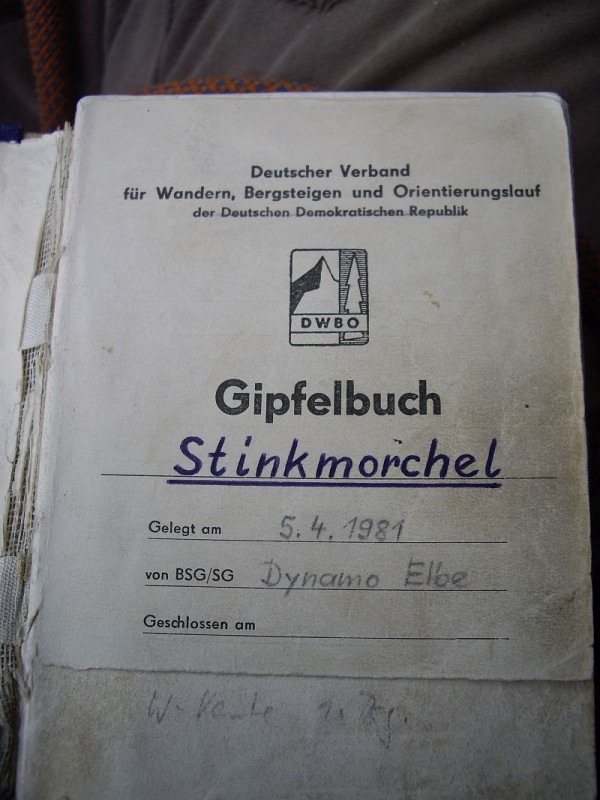 Deutscher Verband
für Wandern, Bergsteigen und Orientierungslauf
der Deutschen Demokratischen Republik
DWBO
Gipfelbuch
Stinkmorchel
Gelegt am 5.4.1981
von BSG/SG Dynamo Elbe
Geschlossen am